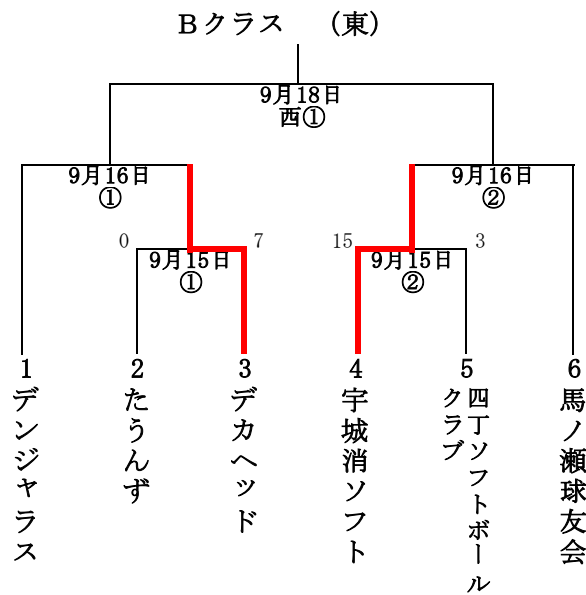 Bクラス （東）
9月18日
西①
9月16日
①
9月16日
②
0
7
15
3
9月15日
①
9月15日
②
1
2
3
4
5
6
デンジャラス
たうんず
デカヘッド
宇城消ソフト
四丁ソフトボール
クラブ
馬ノ瀬球友会